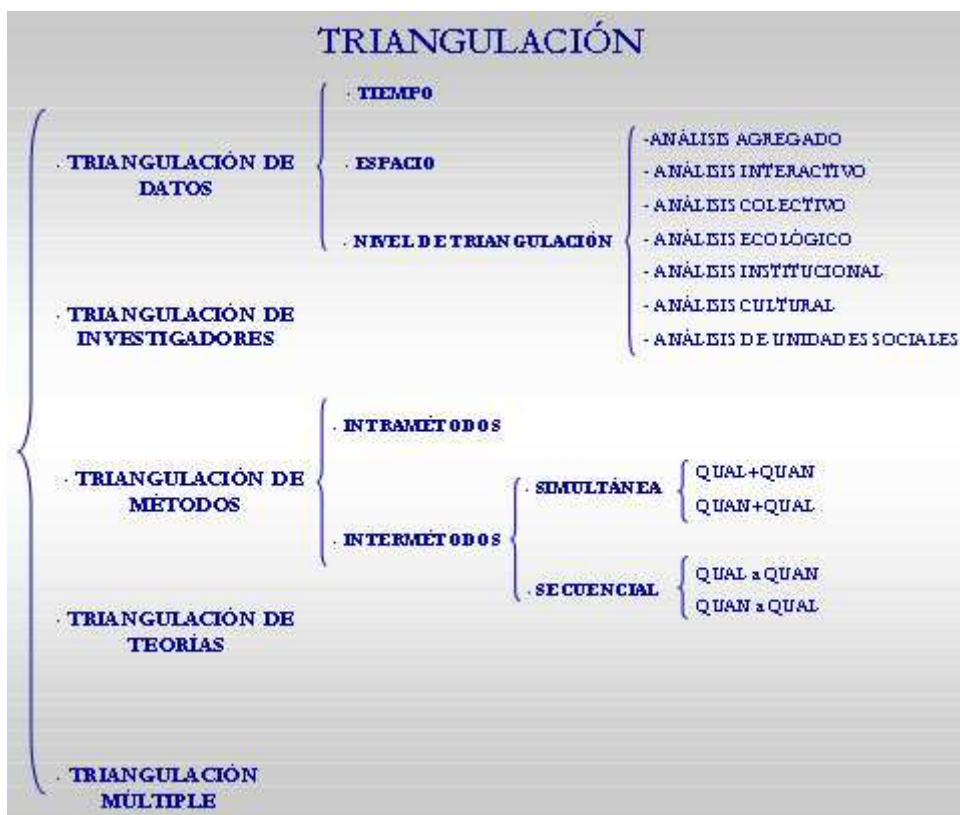 TRIANGULACIÓN
· TRIANGULACIÓN DE
DATOS
· TIEMPO
· ESPACIO
· NIVEL DE TRIANGULACIÓN
-ANÁLISIS AGREGADO
- ANÁLISIS INTERACTIVO
- ANÁLISIS COLECTIVO
- ANÁLISIS ECOLÓGICO
- ANÁLISIS INSTITUCIONAL
- ANÁLISIS CULTURAL
- ANÁLISIS DE UNIDADES SOCIALES
· TRIANGULACIÓN DE
INVESTIGADORES
· TRIANGULACIÓN DE
MÉTODOS
· INTRAMÉTODOS
· INTERMÉTODOS
· SIMULTÁNEA
QUAL+QUAN
QUAN+QUAL
· SECUENCIAL
QUAL a QUAN
QUAN a QUAL
· TRIANGULACIÓN DE
TEORÍAS
· TRIANGULACIÓN
MÚLTIPLE